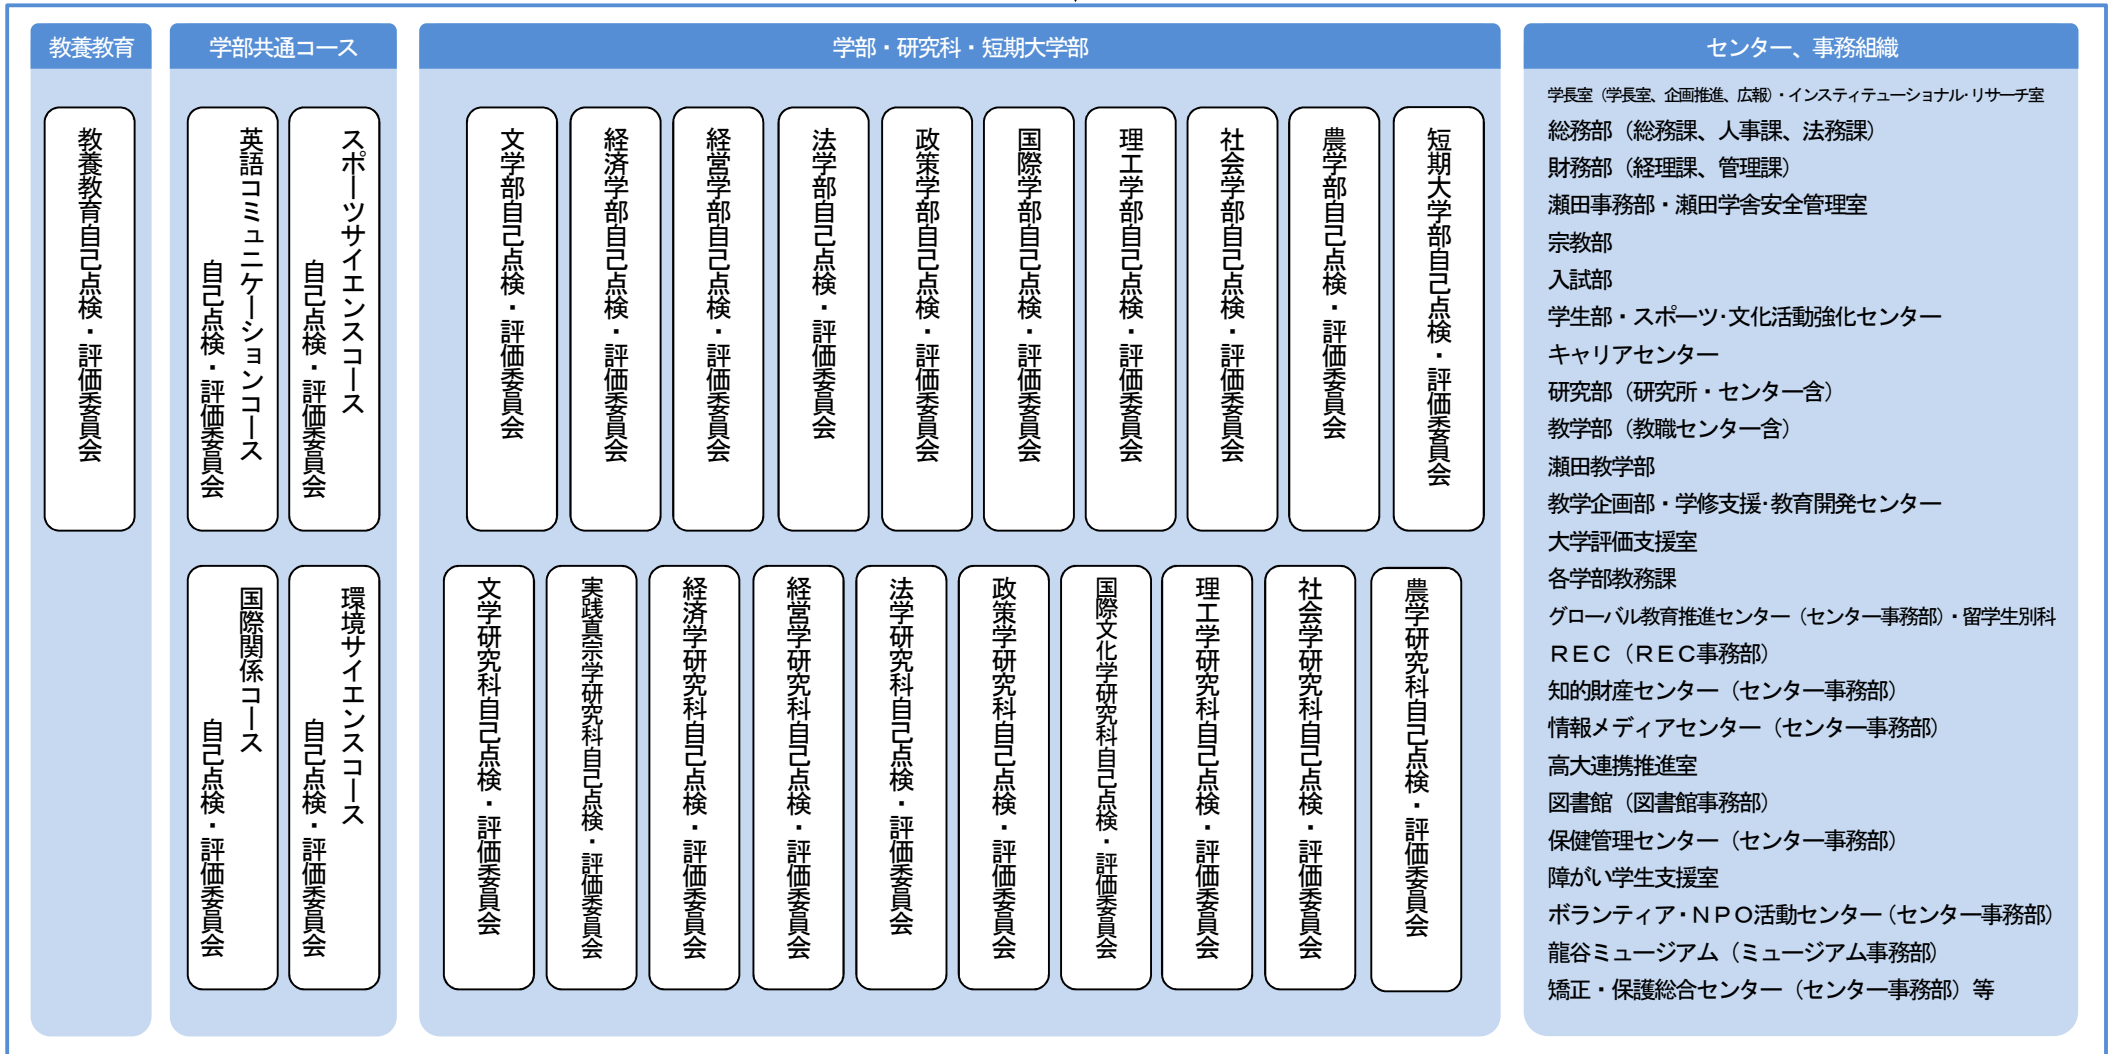 教養教育
教養教育自己点検・評価委員会
学部共通コース
スポーツサイエンスコース
自己点検・評価委員会
英語コミュニケーションコース
自己点検・評価委員会
環境サイエンスコース
自己点検・評価委員会
国際関係コース
自己点検・評価委員会
学部・研究科・短期大学部
文学部自己点検・評価委員会
経済学部自己点検・評価委員会
経営学部自己点検・評価委員会
法学部自己点検・評価委員会
政策学部自己点検・評価委員会
国際学部自己点検・評価委員会
理工学部自己点検・評価委員会
社会学部自己点検・評価委員会
農学部自己点検・評価委員会
短期大学部自己点検・評価委員会
文学研究科自己点検・評価委員会
実践真宗学研究科自己点検・評価委員会
経済学研究科自己点検・評価委員会
経営学研究科自己点検・評価委員会
法学研究科自己点検・評価委員会
政策学研究科自己点検・評価委員会
国際文化学研究科自己点検・評価委員会
理工学研究科自己点検・評価委員会
社会学研究科自己点検・評価委員会
農学研究科自己点検・評価委員会
センター、事務組織
学長室（学長室、企画推進、広報）・インスティテューショナル・リサーチ室
総務部（総務課、人事課、法務課）
財務部（経理課、管理課）
瀬田事務部・瀬田学舎安全管理室
宗教部
入試部
学生部・スポーツ・文化活動強化センター
キャリアセンター
研究部（研究所・センター含）
教学部（教職センター含）
瀬田教学部
教学企画部・学修支援・教育開発センター
大学評価支援室
各学部教務課
グローバル教育推進センター（センター事務部）・留学生別科
ＲＥＣ（ＲＥＣ事務部）
知的財産センター（センター事務部）
情報メディアセンター（センター事務部）
高大連携推進室
図書館（図書館事務部）
保健管理センター（センター事務部）
障がい学生支援室
ボランティア・ＮＰＯ活動センター（センター事務部）
龍谷ミュージアム（ミュージアム事務部）
矯正・保護総合センター（センター事務部）等